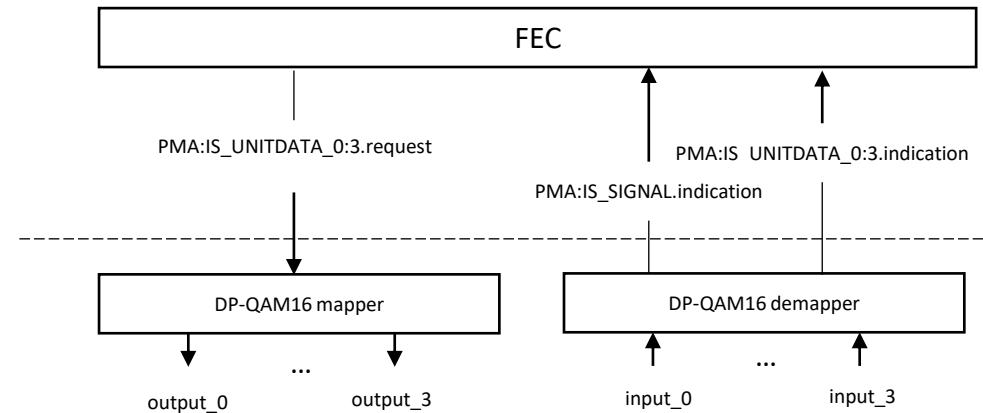 FEC
PMA:IS_UNITDATA_0:3.request
PMA:IS UNITDATA_0:3.indication
PMA:IS_SIGNAL.indication
DP-QAM16 mapper
DP-QAM16 demapper
...
...
output_0
output_3
input_0
input_3